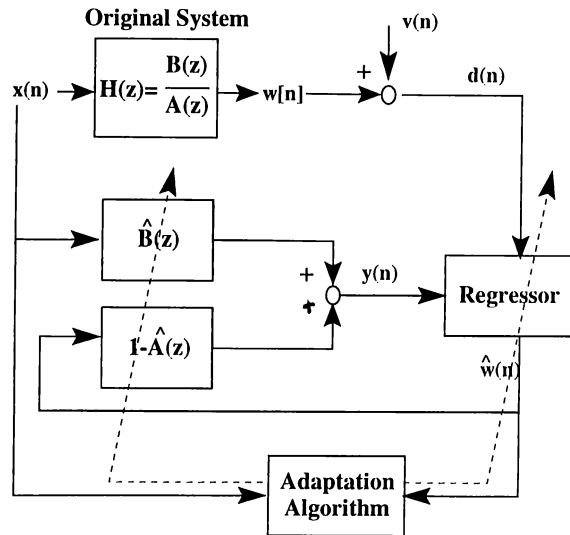 Original System
v(n)
x(n)
H(z)= B(z)/A(z)
w[n]
+
d(n)
B̂(z)
+
y(n)
Regressor
+
1-Â(z)
ŵ(n)
Adaptation
Algorithm